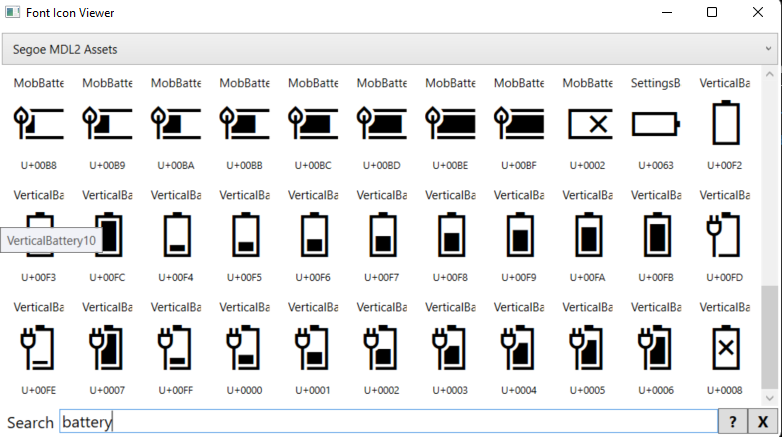 Font Icon Viewer
Segoe MDL2 Assets
MobBatte MobBatte MobBatte MobBatte MobBatte MobBatte MobBatte MobBatte MobBatte SettingsB VerticalBa
U+00B8 U+00B9 U+00BA U+00BB U+00BC U+00BD U+00BE U+00BF U+0002 U+0063 U+00F2
VerticalBa VerticalBa VerticalBa VerticalBa VerticalBa VerticalBa VerticalBa VerticalBa VerticalBa VerticalBa VerticalBa
VerticalBattery10
U+00F3 U+00FC U+00F4 U+00F5 U+00F6 U+00F7 U+00F8 U+00F9 U+00FA U+00FB U+00FD
VerticalBa VerticalBa VerticalBa VerticalBa VerticalBa VerticalBa VerticalBa VerticalBa VerticalBa VerticalBa VerticalBa
U+00FE U+0007 U+00FF U+0000 U+0001 U+0002 U+0003 U+0004 U+0005 U+0006 U+0008
Search battery ? X